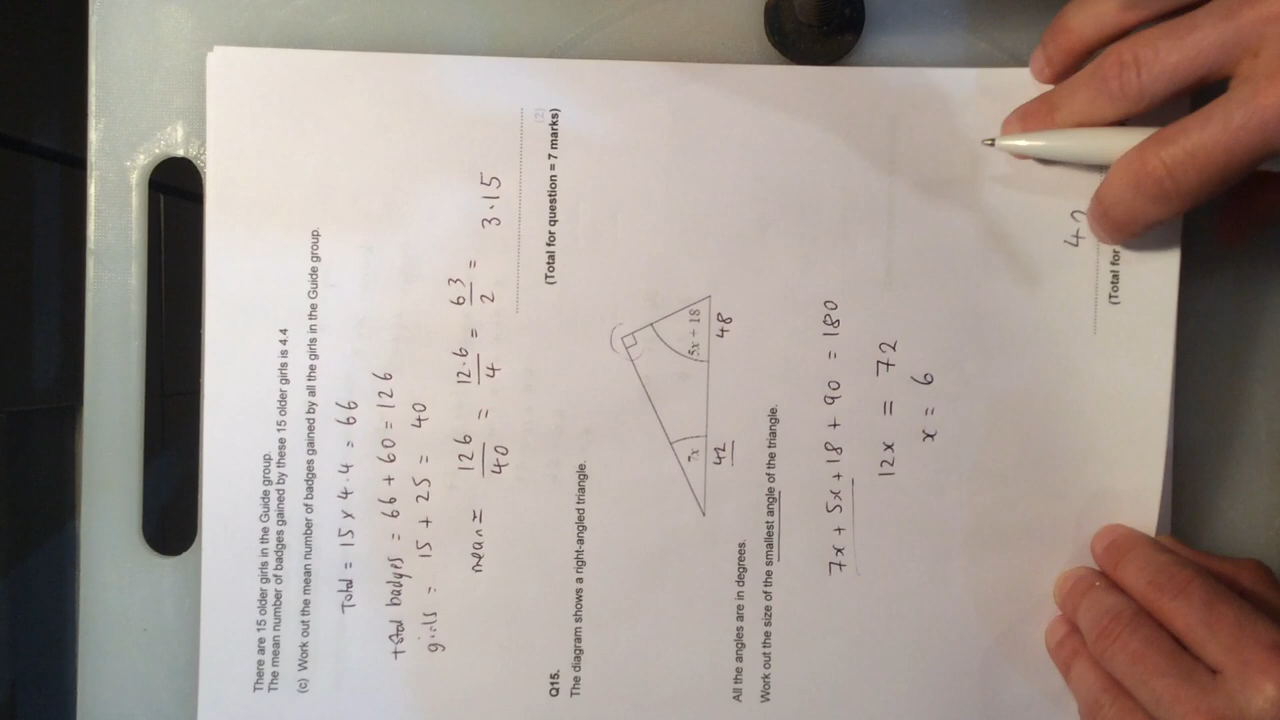 There are 15 older girls in the Guide group.
The mean number of badges gained by these 15 older girls is 4.4
(c) Work out the mean number of badges gained by all the girls in the Guide group.
Total = 15 × 4.4 = 66
total badges = 66 + 60 = 126
girls = 15 + 25 = 40
mean = 126/40 = 12.6/4 = 63/2 = 3.15
(2)
(Total for question = 7 marks)
Q15.
The diagram shows a right-angled triangle.
7x
5x + 18
42
48
All the angles are in degrees.
Work out the size of the smallest angle of the triangle.
7x + 5x + 18 + 90 = 180
12x = 72
x = 6
42
(Total for